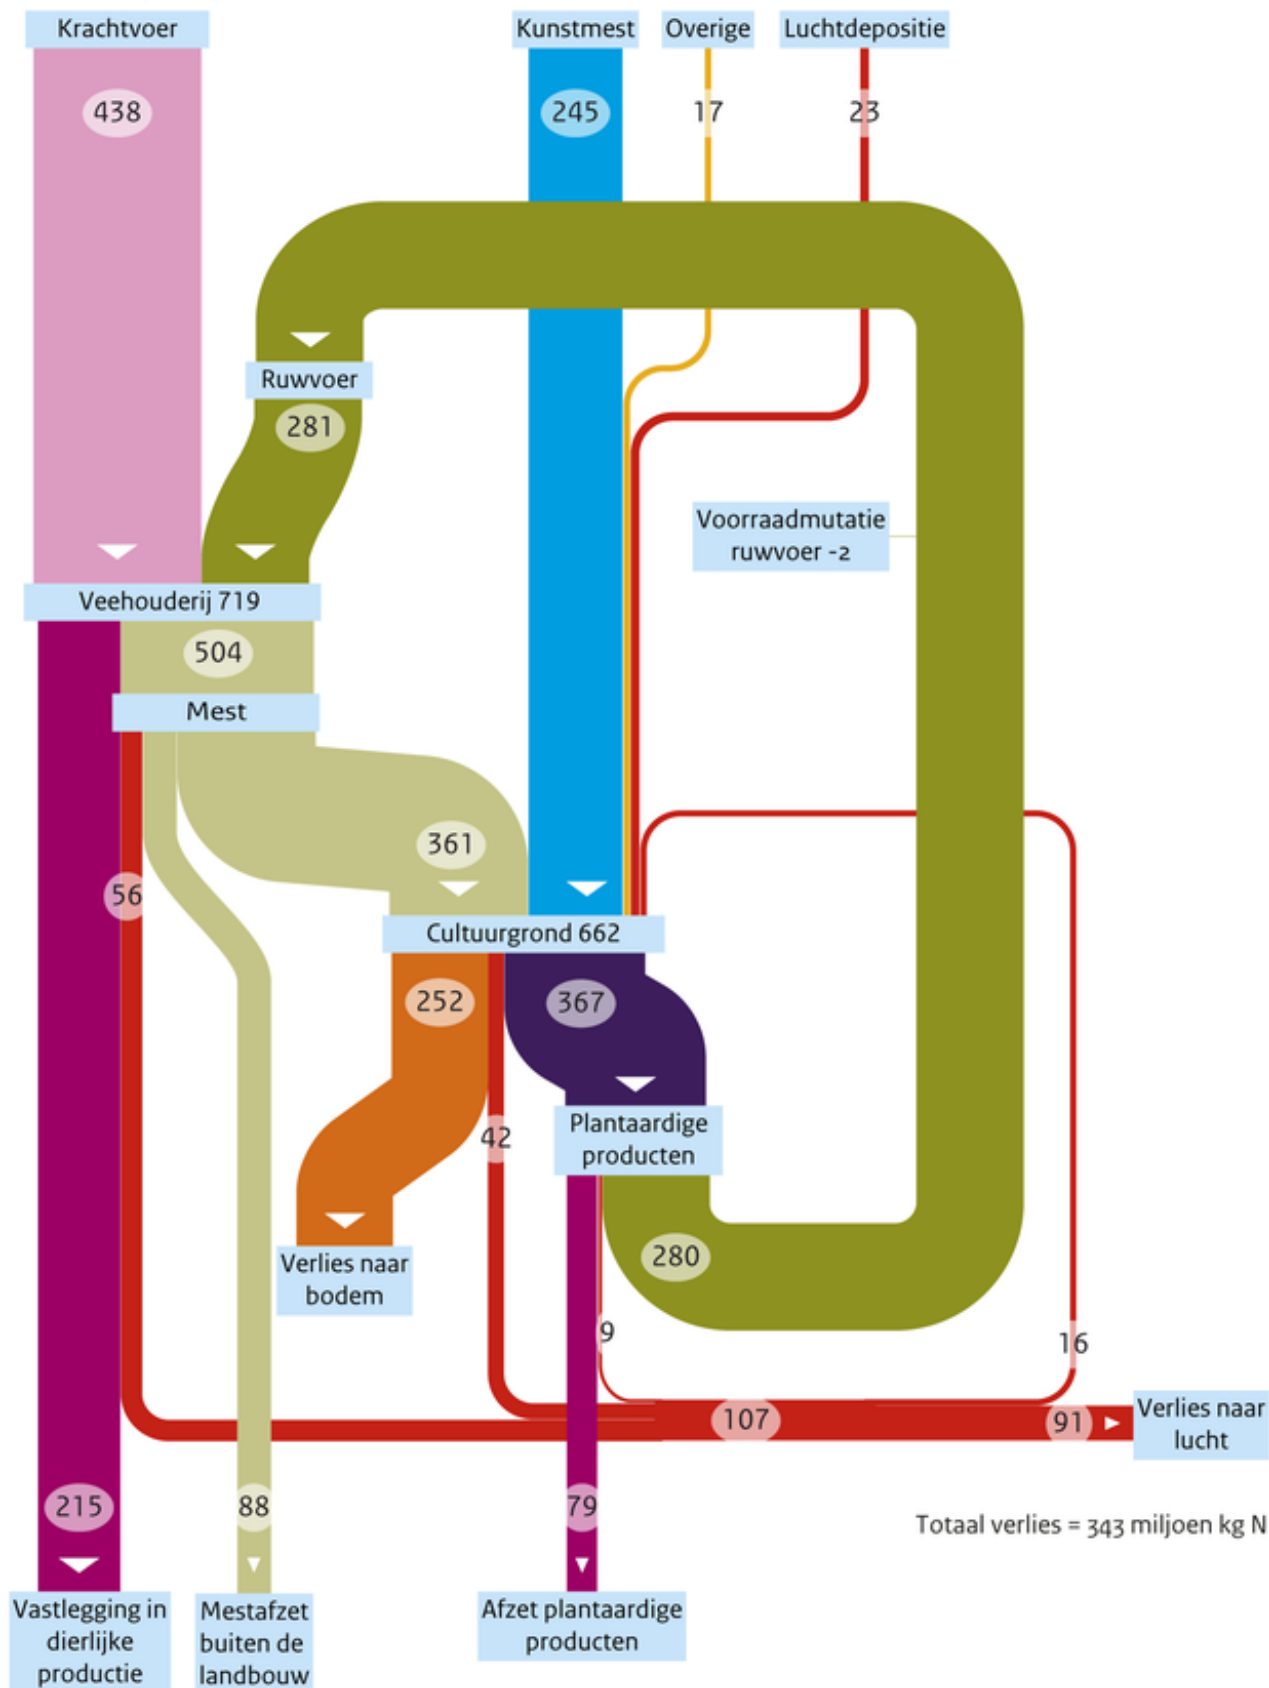 Krachtvoer
Kunstmest
Overige
Luchtdepositie
438
245
17
23
Ruwvoer
281
Voorraadmutatie
ruwvoer -2
Veehouderij 719
504
Mest
361
56
Cultuurgrond 662
252
367
42
Plantaardige
producten
280
Verlies naar
bodem
9
16
107
91
Verlies naar
lucht
215
88
79
Totaal verlies = 343 miljoen kg N
Vastlegging in
dierlijke
productie
Mestafzet
buiten de
landbouw
Afzet plantaardige
producten